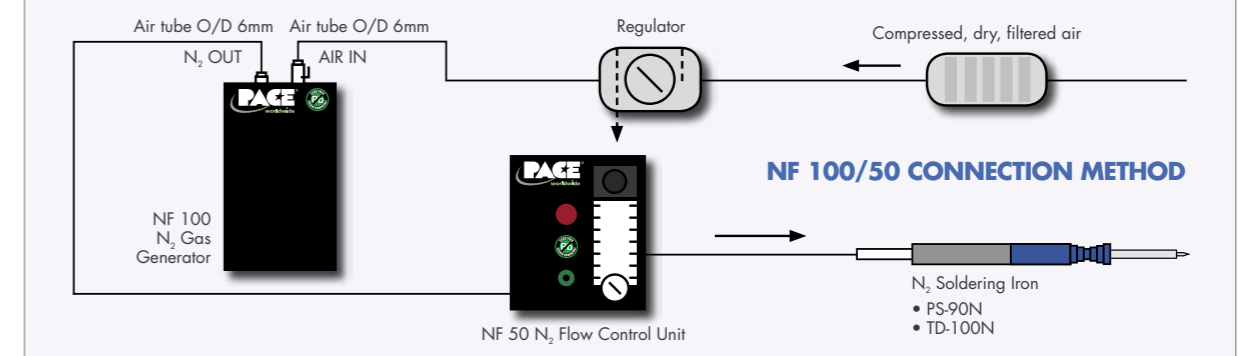 Air tube O/D 6mm
Air tube O/D 6mm
Regulator
Compressed, dry, filtered air
N₂ OUT
AIR IN
PACE
worldwide
PACE
worldwide
NF 100/50 CONNECTION METHOD
NF 100
N₂ Gas
Generator
N₂ Soldering Iron
• PS-90N
• TD-100N
NF 50 N₂ Flow Control Unit